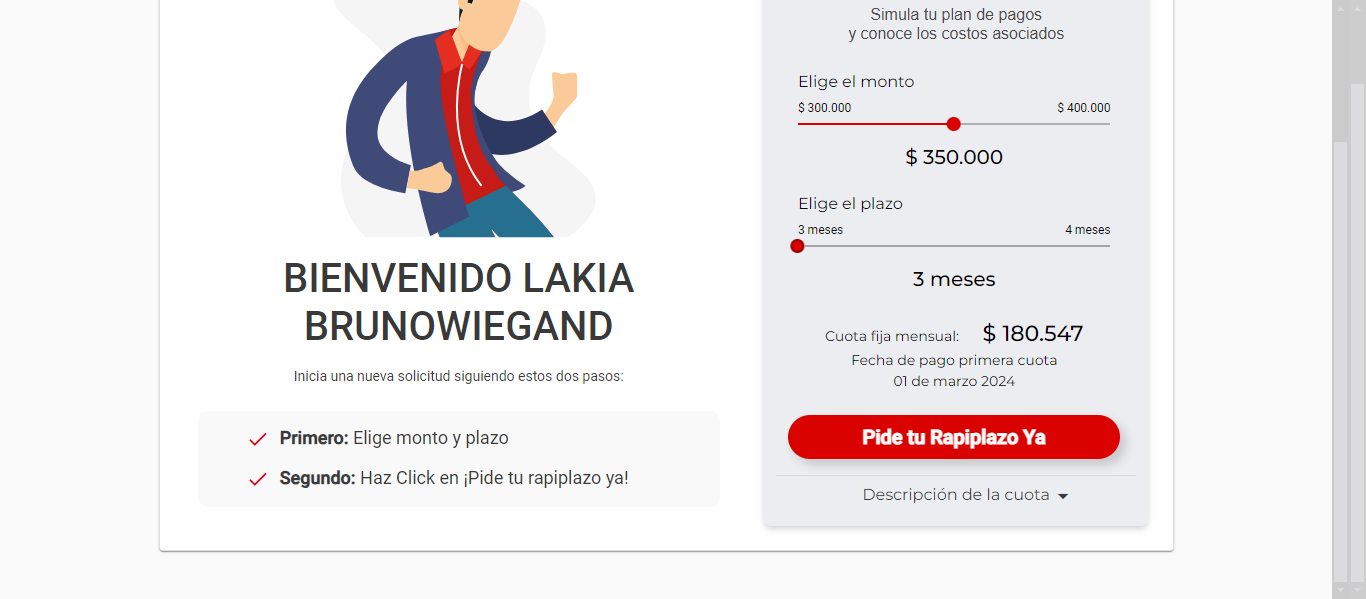 BIENVENIDO LAKIA
BRUNOWIEGAND
Inicia una nueva solicitud siguiendo estos dos pasos:
Primero: Elige monto y plazo
Segundo: Haz Click en ¡Pide tu rapiplazo ya!
Simula tu plan de pagos
y conoce los costos asociados
Elige el monto
$ 300.000 $ 400.000
$ 350.000
Elige el plazo
3 meses 4 meses
3 meses
Cuota fija mensual: $ 180.547
Fecha de pago primera cuota
01 de marzo 2024
Pide tu Rapiplazo Ya
Descripción de la cuota